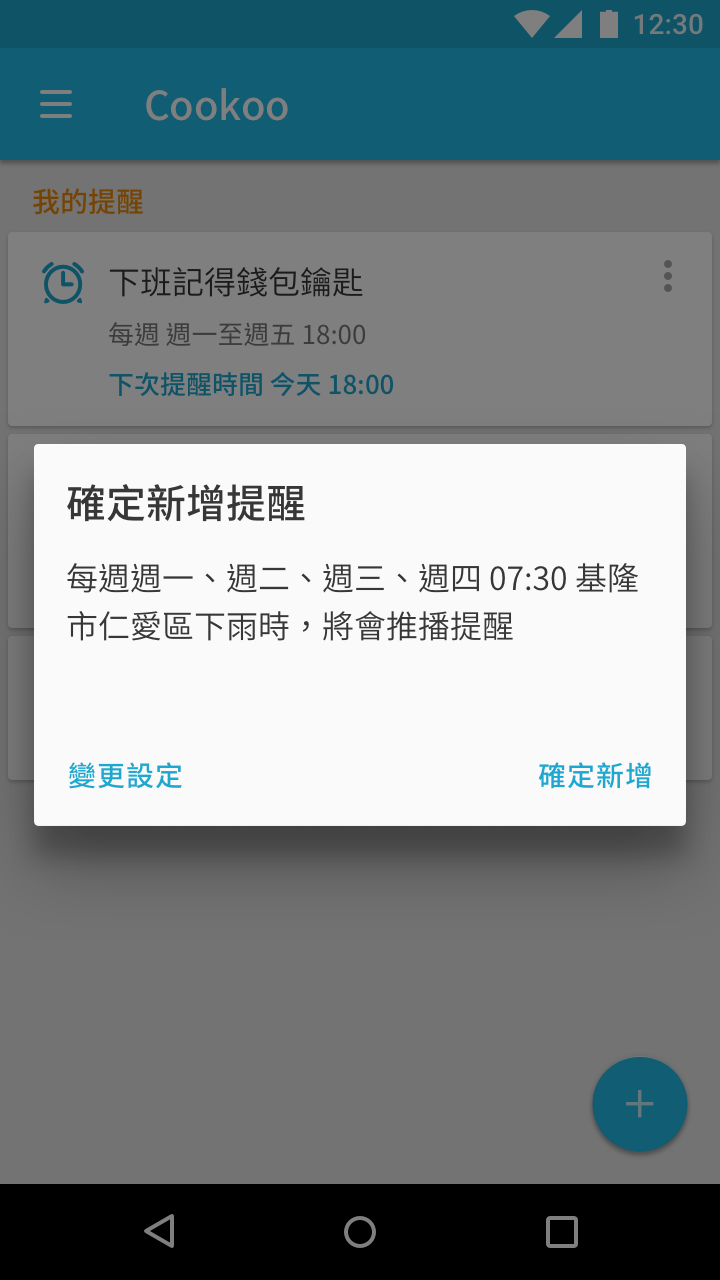 12:30
Cookoo
我的提醒
下班記得錢包鑰匙
每週 週一至週五 18:00
下次提醒時間 今天 18:00
確定新增提醒
每週週一、週二、週三、週四 07:30 基隆
市仁愛區下雨時，將會推播提醒
變更設定
確定新增